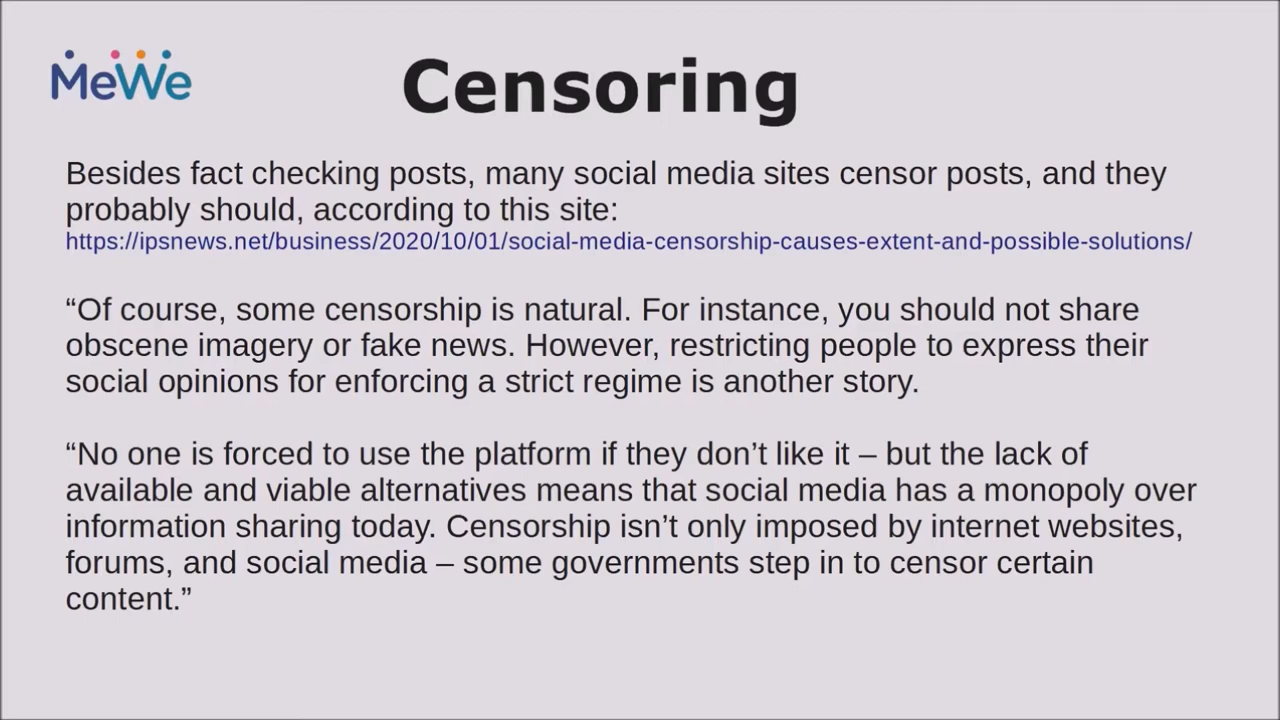 MeWe
Censoring
Besides fact checking posts, many social media sites censor posts, and they
probably should, according to this site:
https://ipsnews.net/business/2020/10/01/social-media-censorship-causes-extent-and-possible-solutions/
“Of course, some censorship is natural. For instance, you should not share
obscene imagery or fake news. However, restricting people to express their
social opinions for enforcing a strict regime is another story.
“No one is forced to use the platform if they don’t like it – but the lack of
available and viable alternatives means that social media has a monopoly over
information sharing today. Censorship isn’t only imposed by internet websites,
forums, and social media – some governments step in to censor certain
content.”